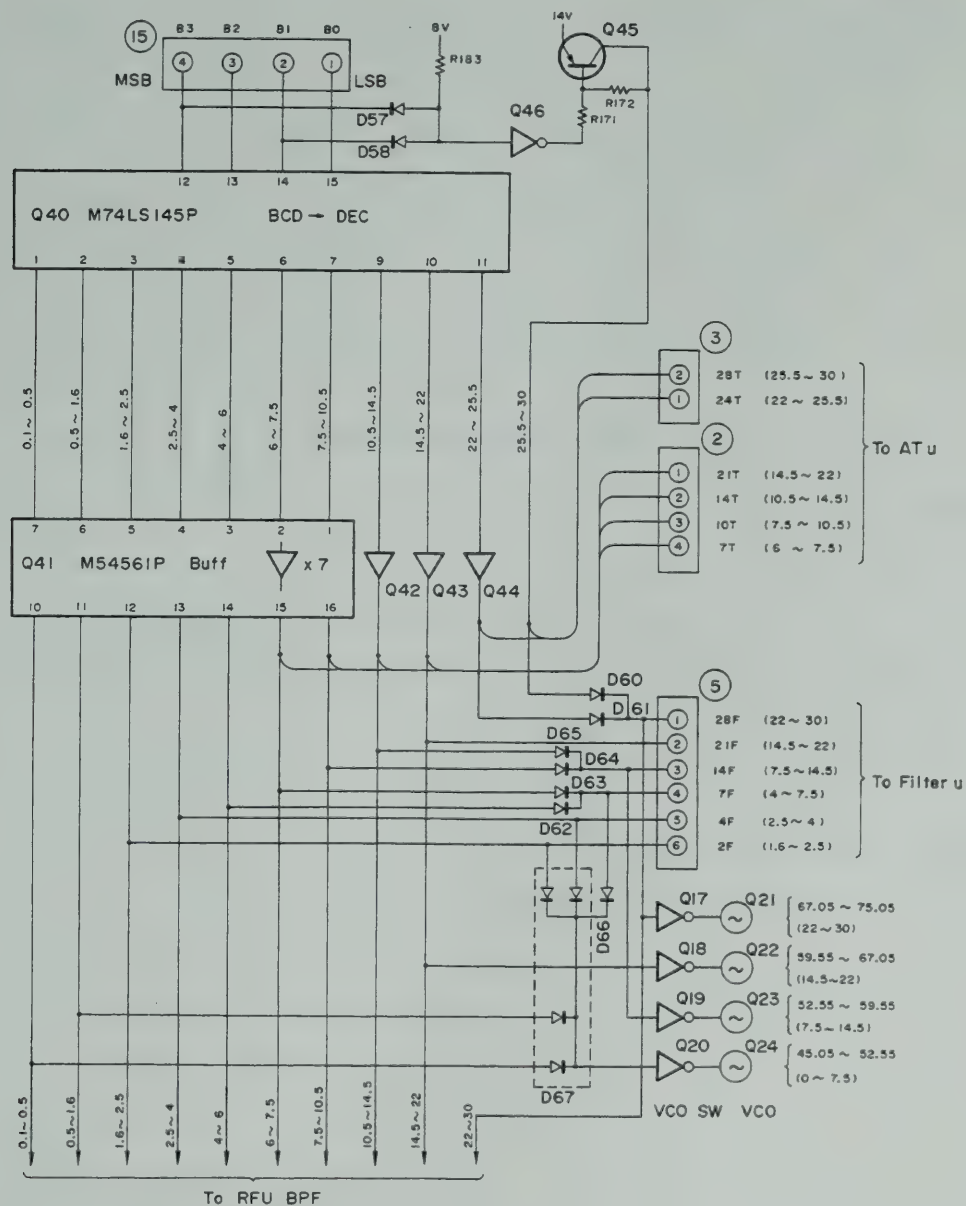 15 B3 B2 B1 B0
MSB 4 3 2 1 LSB
8V
R183
14V
Q45
R172
R171
Q46
D57
D58
12 13 14 15
Q40 M74LS145P BCD → DEC
1 2 3 4 5 6 7 9 10 11
0.1~0.5
0.5~1.6
1.6~2.5
2.5~4
4~6
6~7.5
7.5~10.5
10.5~14.5
14.5~22
22~25.5
25.5~30
3
2 28T (25.5~30)
1 24T (22~25.5)
2
1 21T (14.5~22)
2 14T (10.5~14.5)
3 10T (7.5~10.5)
4 7T (6~7.5)
To ATu
7 6 5 4 3 2 1
Q41 M54561P Buff x7
10 11 12 13 14 15 16
Q42 Q43 Q44
D60
D61
D65
D64
D63
D62
5
1 28F (22~30)
2 21F (14.5~22)
3 14F (7.5~14.5)
4 7F (4~7.5)
5 4F (2.5~4)
6 2F (1.6~2.5)
To Filter u
D66
D67
Q17 Q21 67.05~75.05
(22~30)
Q18 Q22 59.55~67.05
(14.5~22)
Q19 Q23 52.55~59.55
(7.5~14.5)
Q20 Q24 45.05~52.55
(0~7.5)
VCO SW VCO
0.1~0.5
0.5~1.6
1.6~2.5
2.5~4
4~6
6~7.5
7.5~10.5
10.5~14.5
14.5~22
22~30
To RFU BPF